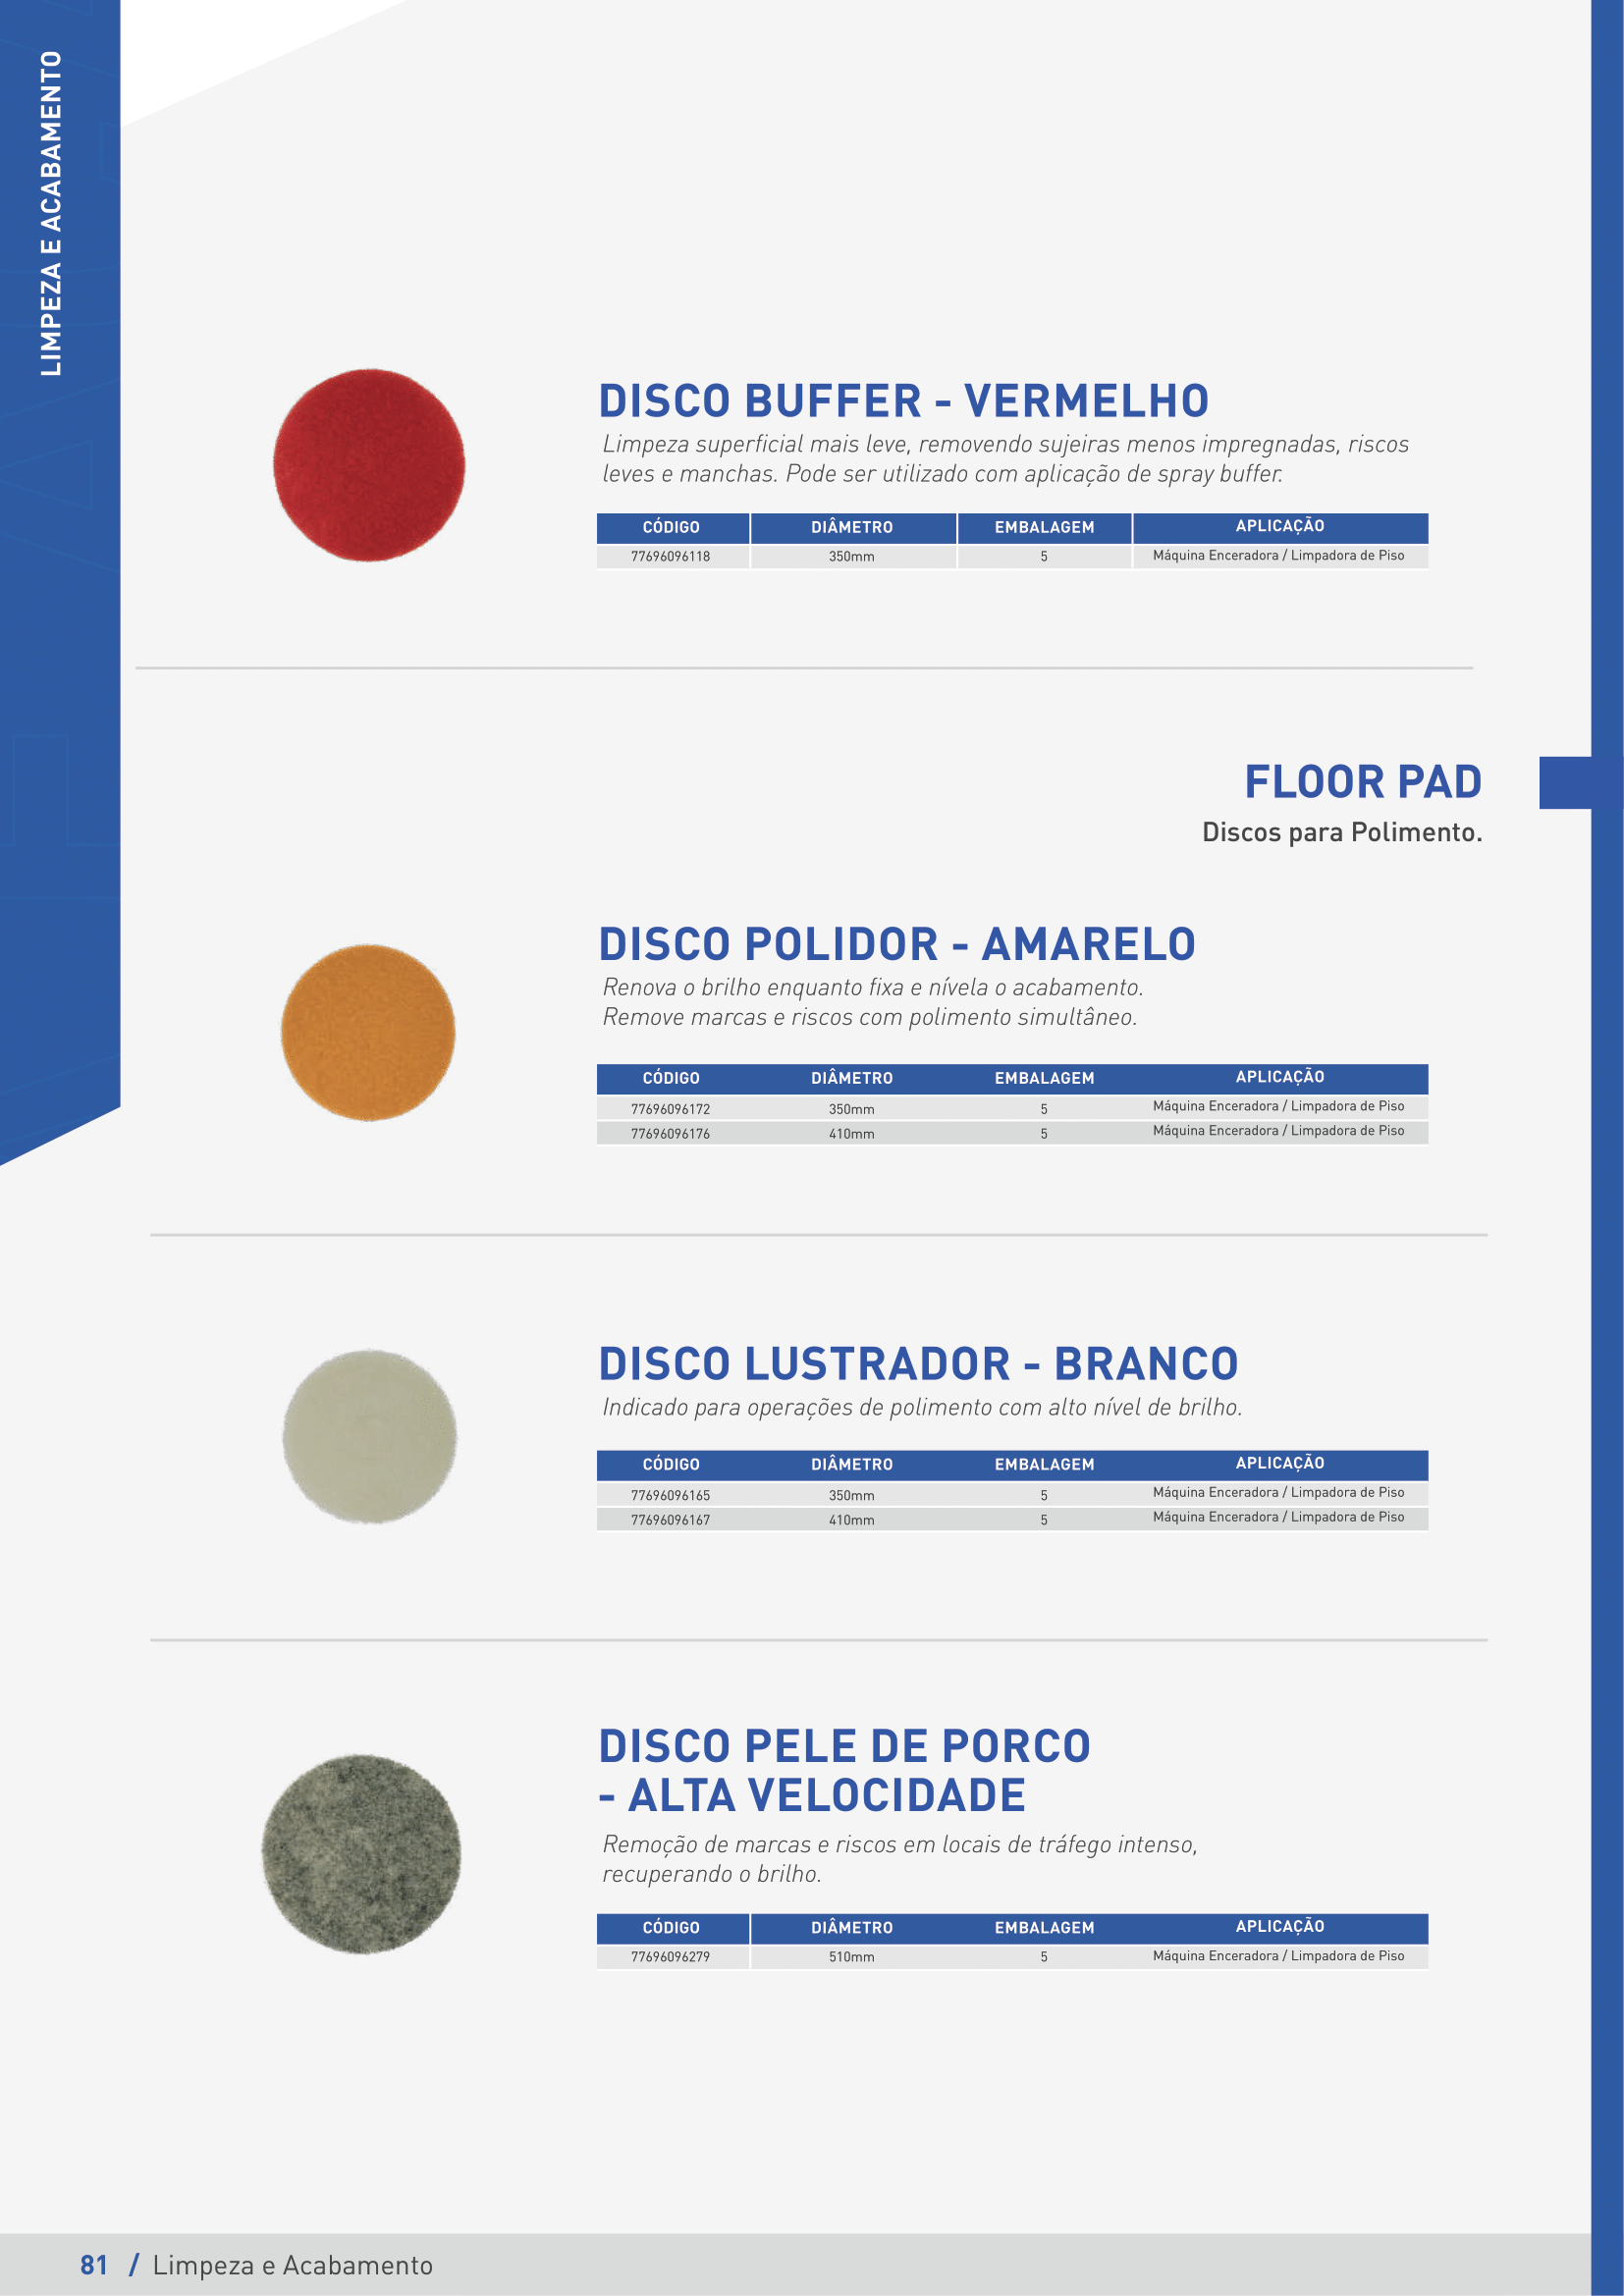 LIMPEZA E ACABAMENTO
DISCO BUFFER - VERMELHO
Limpeza superficial mais leve, removendo sujeiras menos impregnadas, riscos
leves e manchas. Pode ser utilizado com aplicação de spray buffer.
CÓDIGO DIÂMETRO EMBALAGEM APLICAÇÃO
77696096118 350mm 5 Máquina Enceradora / Limpadora de Piso
FLOOR PAD
Discos para Polimento.
DISCO POLIDOR - AMARELO
Renova o brilho enquanto fixa e nívela o acabamento.
Remove marcas e riscos com polimento simultâneo.
CÓDIGO DIÂMETRO EMBALAGEM APLICAÇÃO
77696096172 350mm 5 Máquina Enceradora / Limpadora de Piso
77696096176 410mm 5 Máquina Enceradora / Limpadora de Piso
DISCO LUSTRADOR - BRANCO
Indicado para operações de polimento com alto nível de brilho.
CÓDIGO DIÂMETRO EMBALAGEM APLICAÇÃO
77696096165 350mm 5 Máquina Enceradora / Limpadora de Piso
77696096167 410mm 5 Máquina Enceradora / Limpadora de Piso
DISCO PELE DE PORCO
- ALTA VELOCIDADE
Remoção de marcas e riscos em locais de tráfego intenso,
recuperando o brilho.
CÓDIGO DIÂMETRO EMBALAGEM APLICAÇÃO
77696096279 510mm 5 Máquina Enceradora / Limpadora de Piso
81 / Limpeza e Acabamento